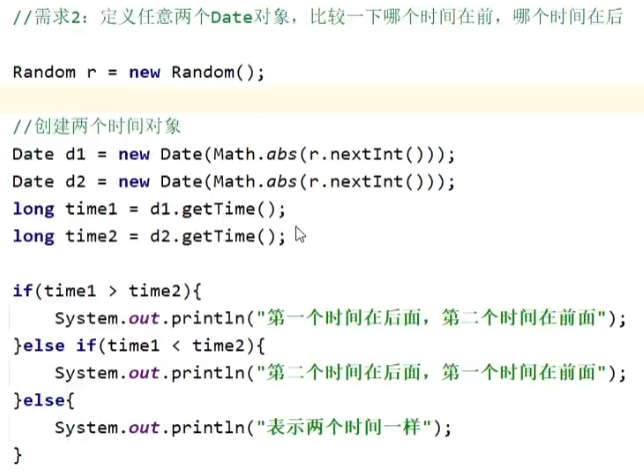 //需求2：定义任意两个Date对象，比较一下哪个时间在前，哪个时间在后
Random r = new Random();
//创建两个时间对象
Date d1 = new Date(Math.abs(r.nextInt()));
Date d2 = new Date(Math.abs(r.nextInt()));
long time1 = d1.getTime();
long time2 = d2.getTime();
if(time1 > time2){
    System.out.println("第一个时间在后面，第二个时间在前面");
}else if(time1 < time2){
    System.out.println("第二个时间在后面，第一个时间在前面");
}else{
    System.out.println("表示两个时间一样");
}